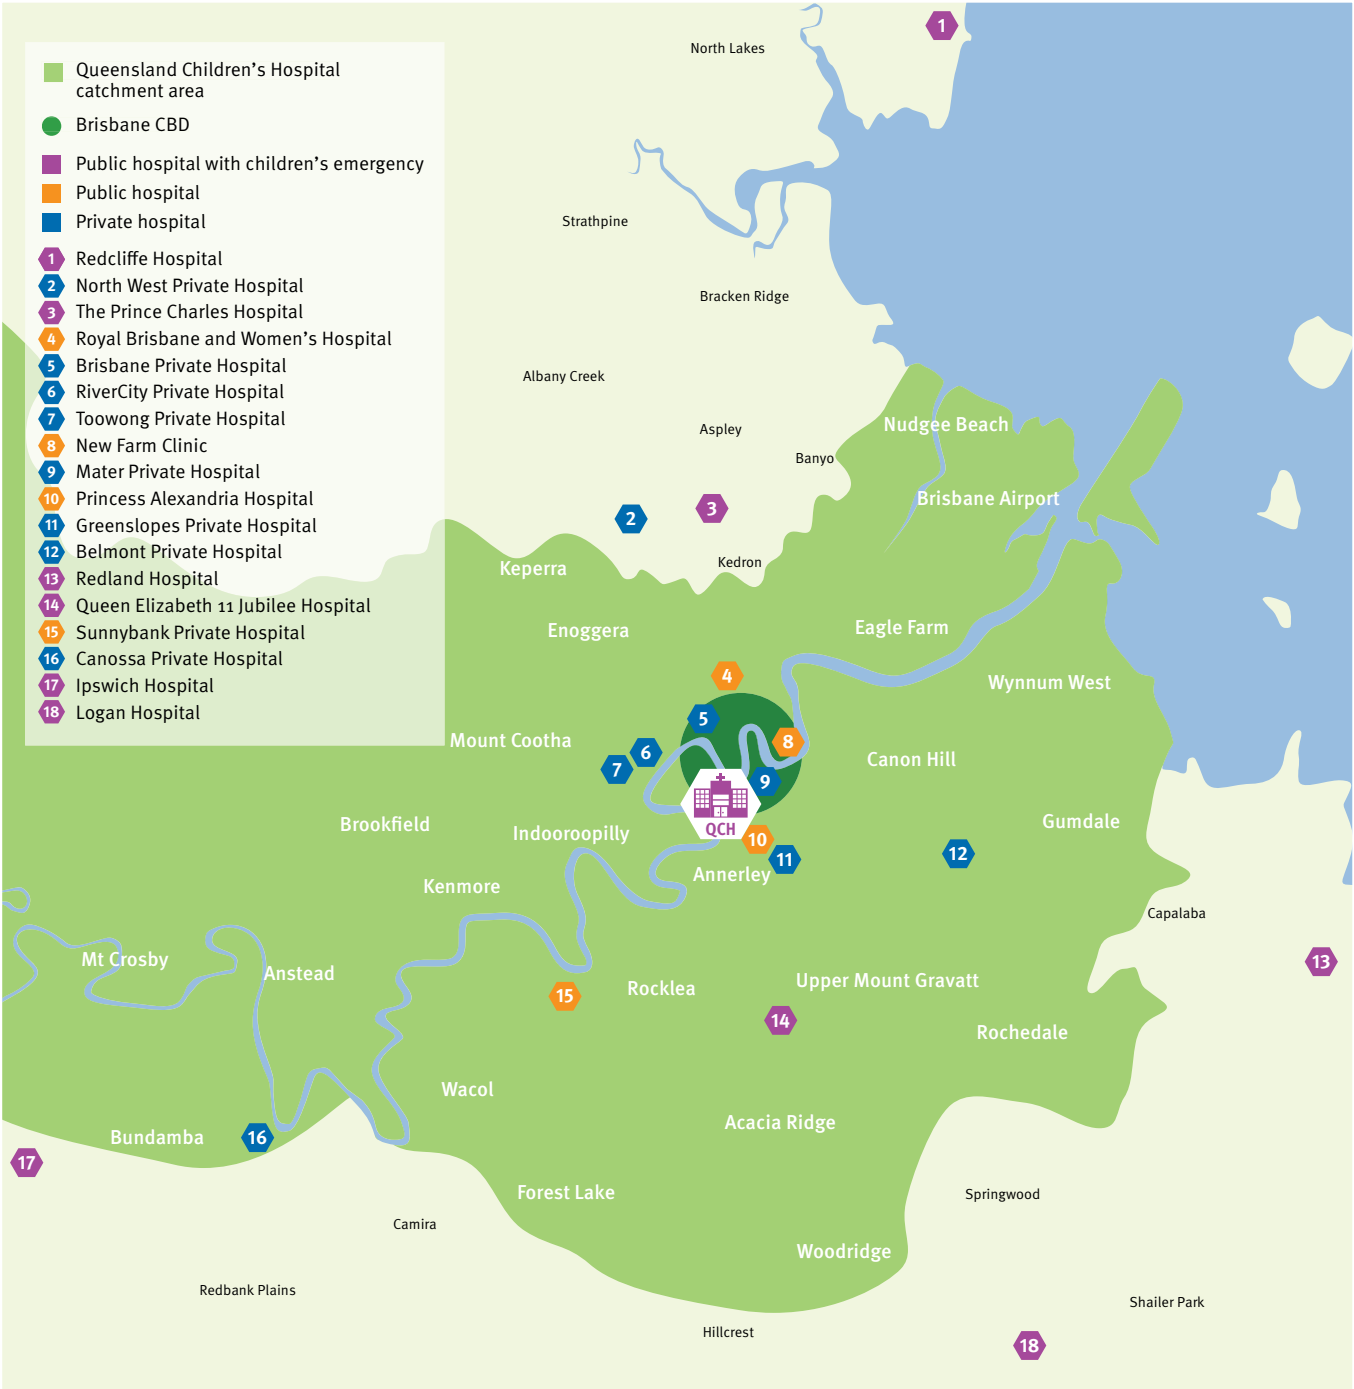 Queensland Children’s Hospital
catchment area
Brisbane CBD
Public hospital with children’s emergency
Public hospital
Private hospital
1 Redcliffe Hospital
2 North West Private Hospital
3 The Prince Charles Hospital
4 Royal Brisbane and Women’s Hospital
5 Brisbane Private Hospital
6 RiverCity Private Hospital
7 Toowong Private Hospital
8 New Farm Clinic
9 Mater Private Hospital
10 Princess Alexandria Hospital
11 Greenslopes Private Hospital
12 Belmont Private Hospital
13 Redland Hospital
14 Queen Elizabeth 11 Jubilee Hospital
15 Sunnybank Private Hospital
16 Canossa Private Hospital
17 Ipswich Hospital
18 Logan Hospital
1
North Lakes
Strathpine
Bracken Ridge
Albany Creek
Nudgee Beach
Aspley
Banyo
Brisbane Airport
3
2
Kedron
Keperra
Eagle Farm
Enoggera
4
Wynnum West
5
Mount Cootha
8
6
Canon Hill
7
9
Gumdale
Brookfield
QCH
Indooroopilly
10
12
11
Annerley
Kenmore
Capalaba
Mt Crosby
13
Anstead
Upper Mount Gravatt
Rocklea
15
14
Rochedale
Wacol
Acacia Ridge
Bundamba
16
17
Forest Lake
Springwood
Camira
Woodridge
Redbank Plains
Shailer Park
Hillcrest
18